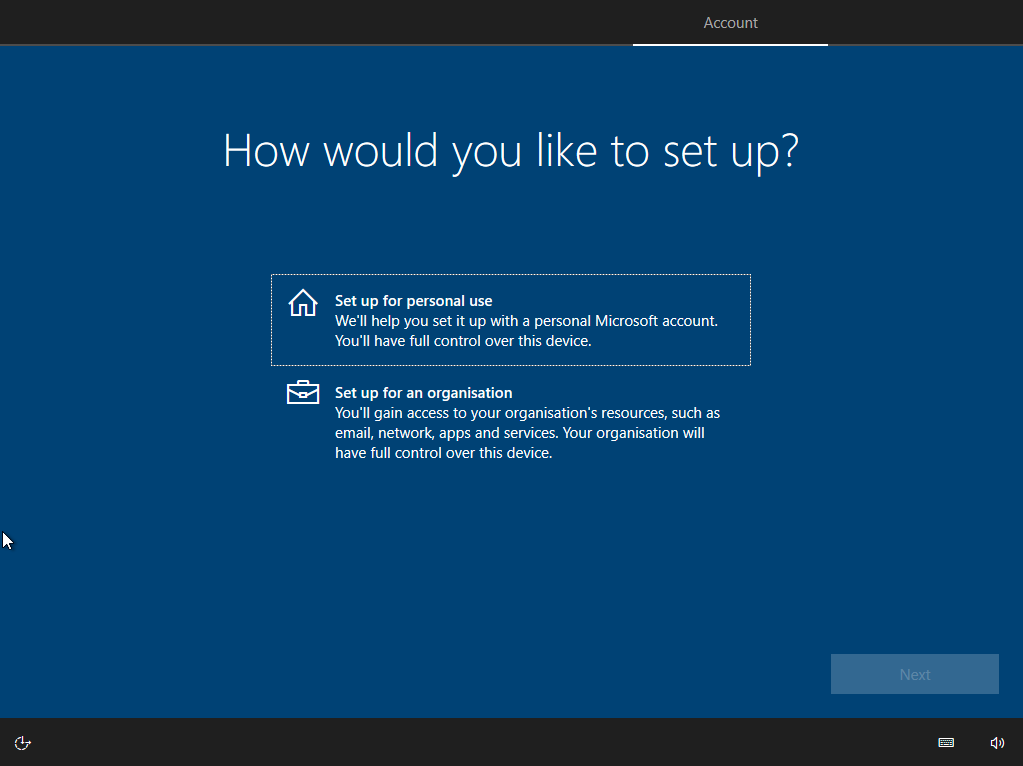 Account
How would you like to set up?
Set up for personal use
We'll help you set it up with a personal Microsoft account.
You'll have full control over this device.
Set up for an organisation
You'll gain access to your organisation's resources, such as
email, network, apps and services. Your organisation will
have full control over this device.
Next